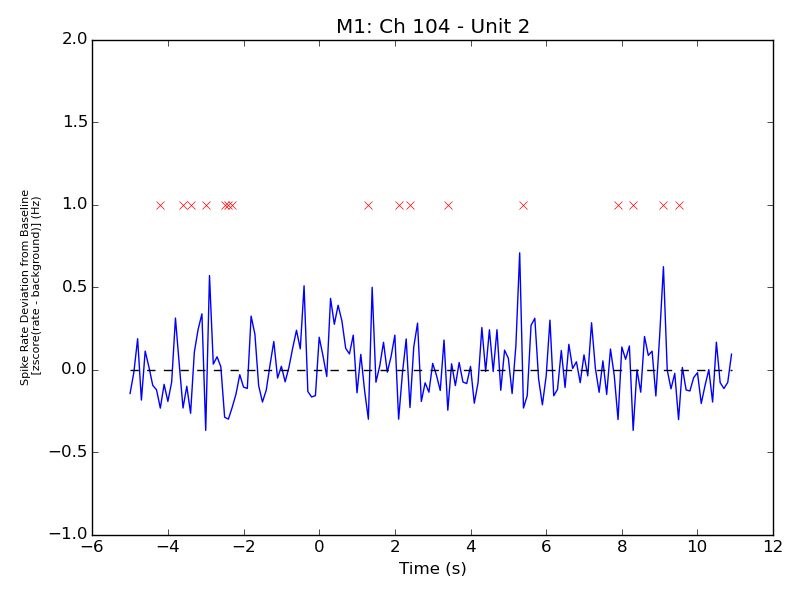 M1: Ch 104 - Unit 2
2.0
1.5
1.0
0.5
0.0
−0.5
−1.0
Spike Rate Deviation from Baseline
[zscore(rate - background)] (Hz)
−6 −4 −2 0 2 4 6 8 10 12
Time (s)